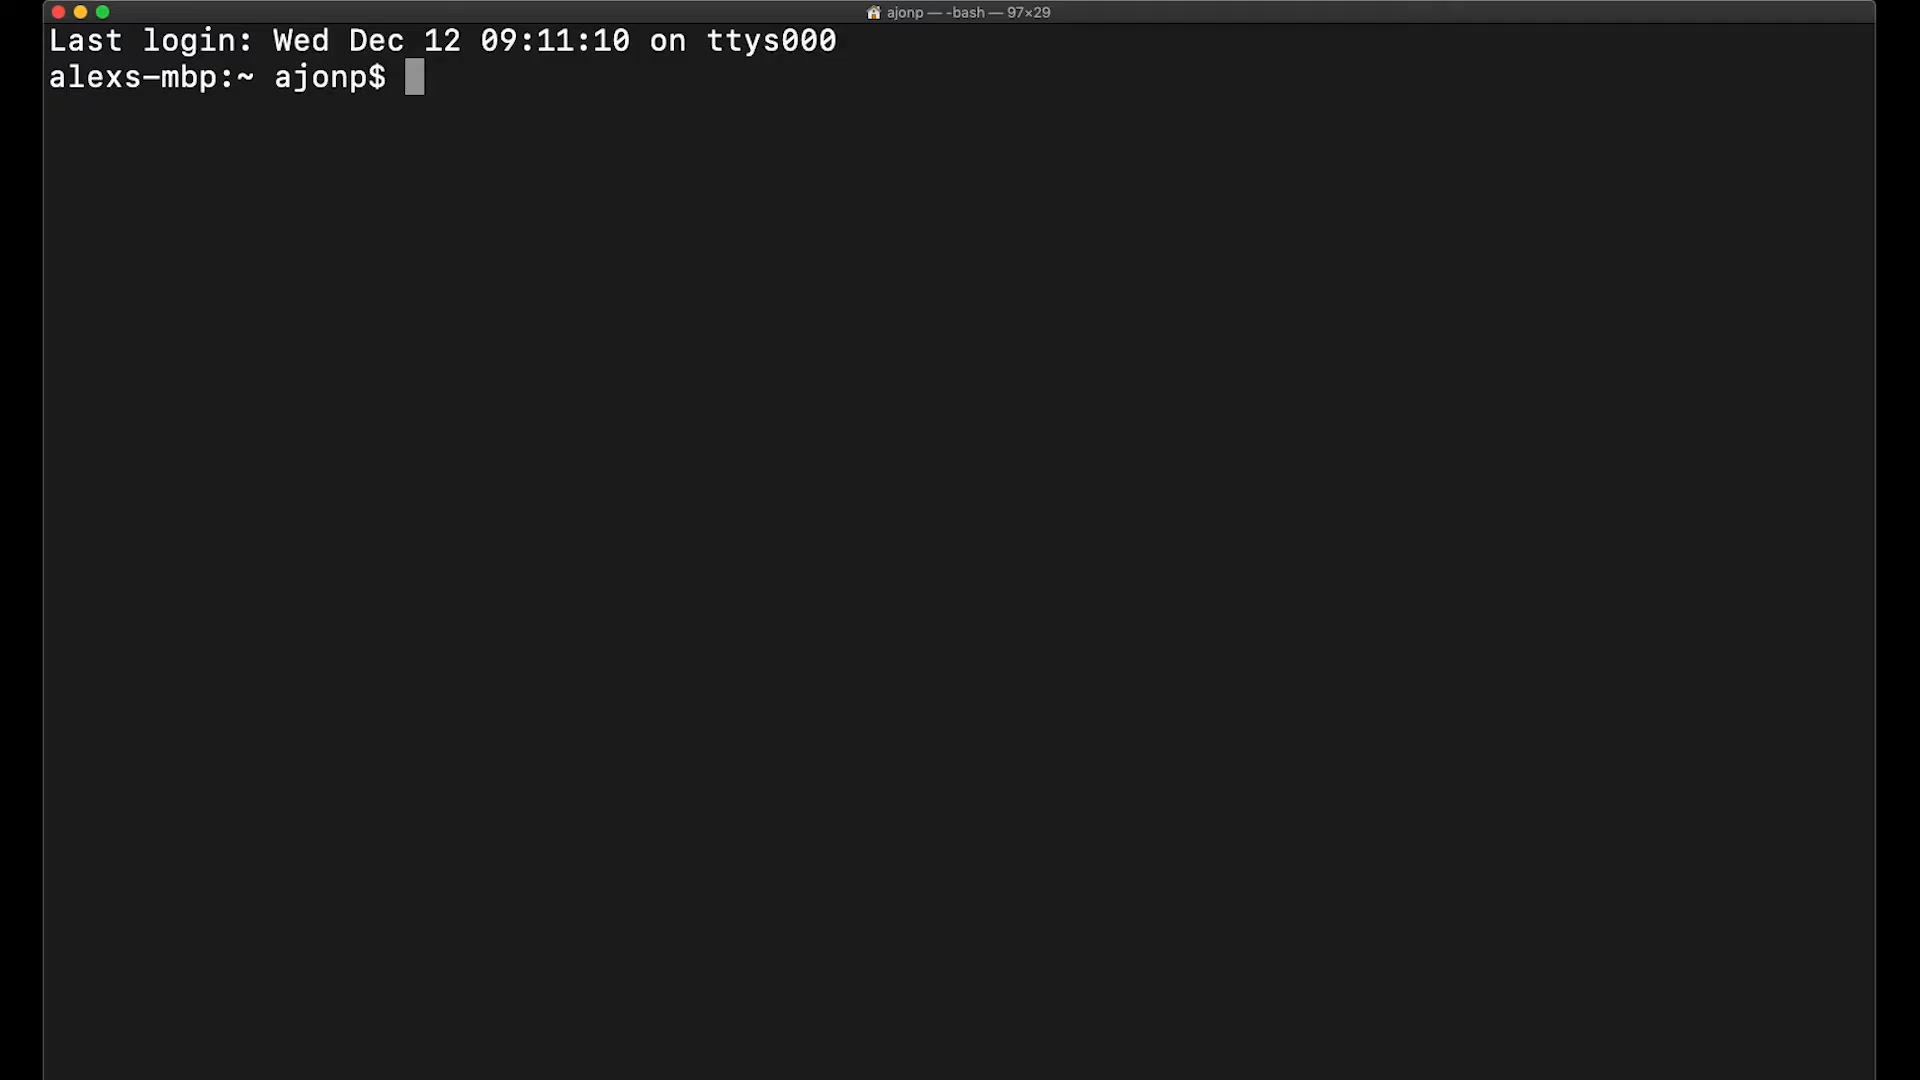 ajonp — -bash — 97×29
Last login: Wed Dec 12 09:11:10 on ttys000
alexs-mbp:~ ajonp$